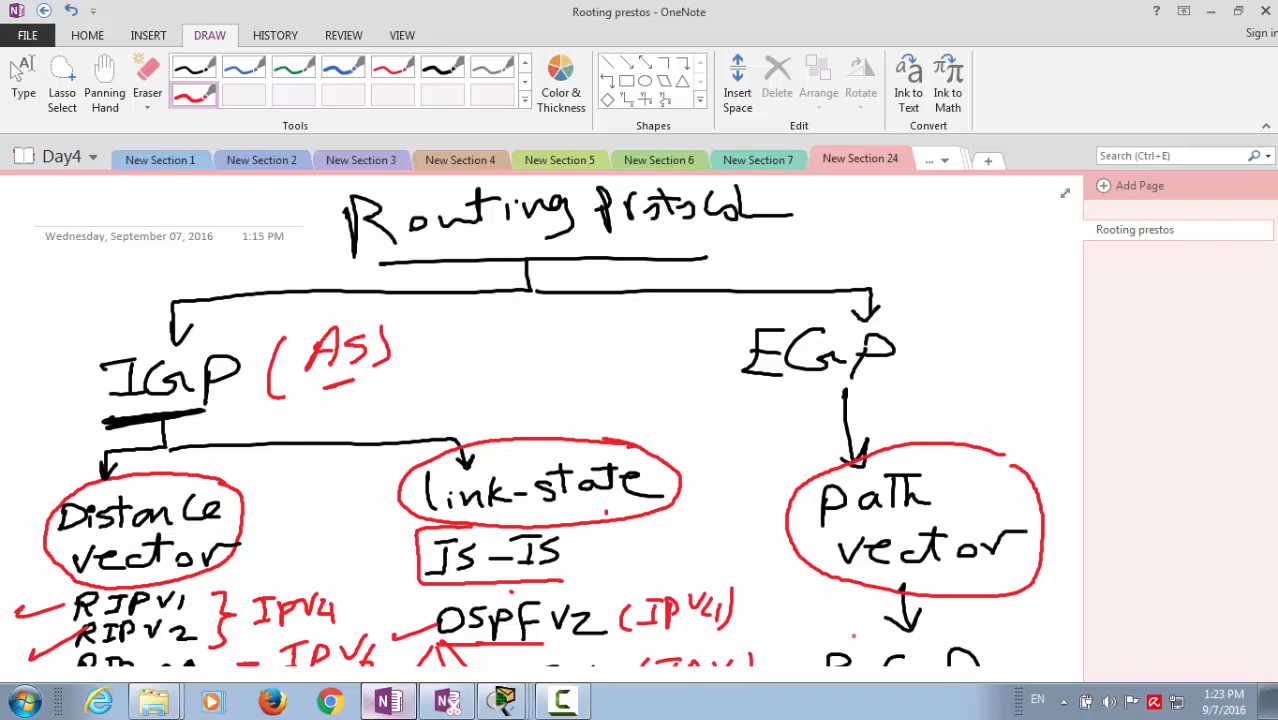 Rooting prestos - OneNote
FILE HOME INSERT DRAW HISTORY REVIEW VIEW
Sign in
Type
Lasso Select
Panning Hand
Eraser
Color & Thickness
Insert Space
Delete
Arrange
Rotate
Ink to Text
Ink to Math
Tools Shapes Edit Convert
Day4 New Section 1 New Section 2 New Section 3 New Section 4 New Section 5 New Section 6 New Section 7 New Section 24 ... Search (Ctrl+E)
Add Page
Rooting prestos
Wednesday, September 07, 2016 1:15 PM
Routing Protocol
IGP (AS) EGP
Distance vector
link-state
path vector
IS-IS
RIPV1
RIPV2
} IPV4
OSPF V2 (IPV4)
IPV6
EN 1:23 PM
9/7/2016